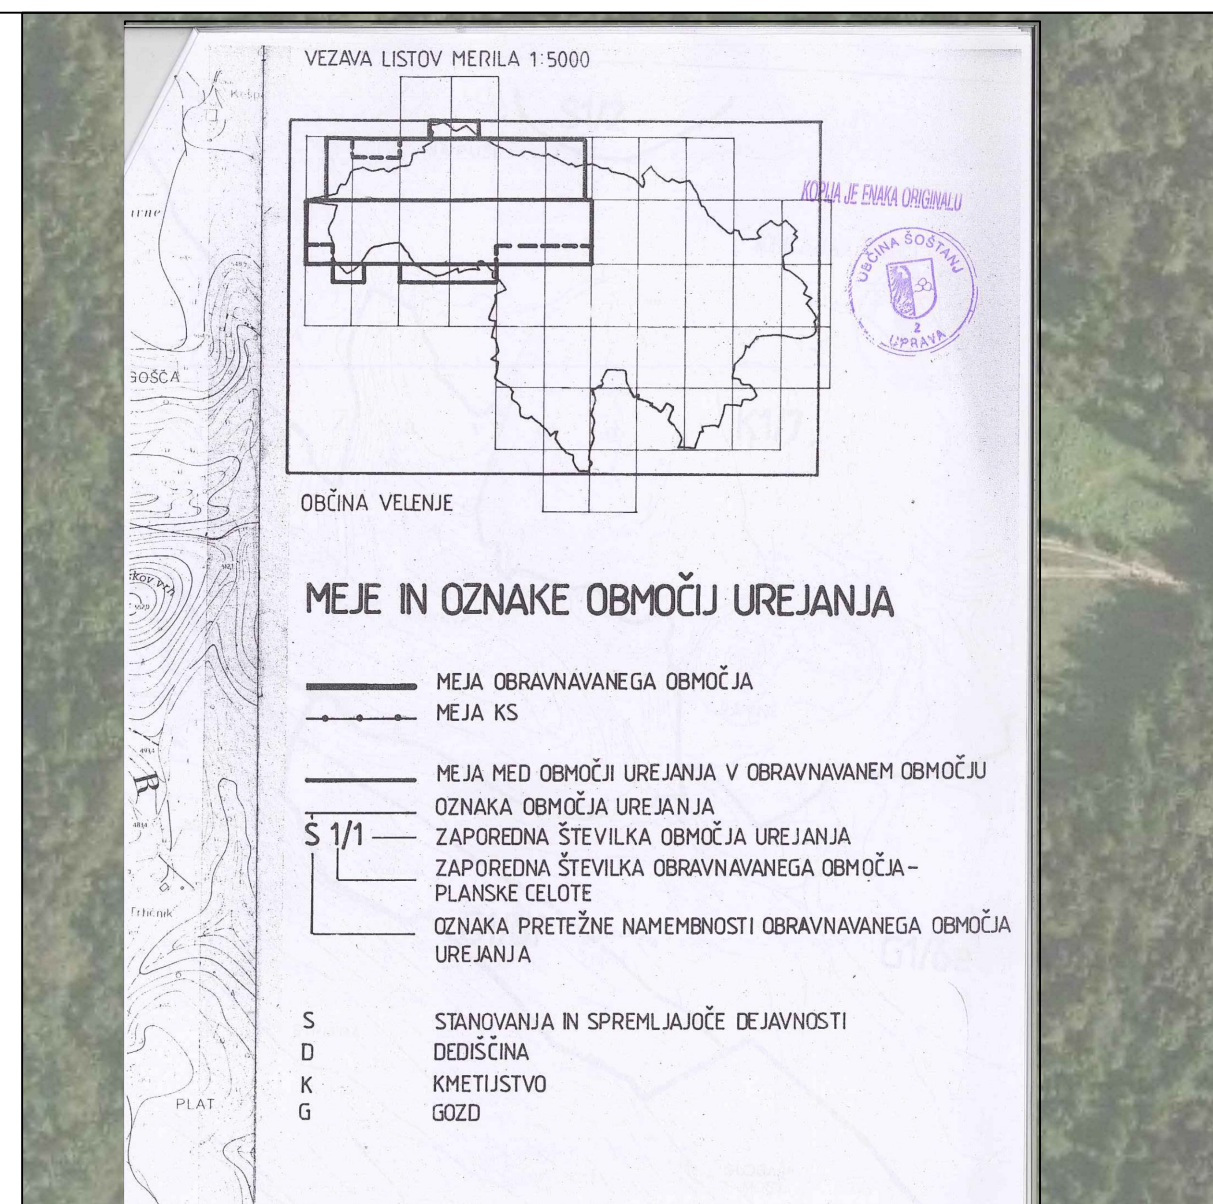 VEZAVA LISTOV MERILA 1:5000
KOPIJA JE ENAKA ORIGINALU
OBČINA ŠOŠTANJ
2
UPRAVA
OBČINA VELENJE
MEJE IN OZNAKE OBMOČIJ UREJANJA
MEJA OBRAVNAVANEGA OBMOČJA
MEJA KS
MEJA MED OBMOČJI UREJANJA V OBRAVNAVANEM OBMOČJU
OZNAKA OBMOČJA UREJANJA
Š 1/1 ZAPOREDNA ŠTEVILKA OBMOČJA UREJANJA
ZAPOREDNA ŠTEVILKA OBRAVNAVANEGA OBMOČJA-
PLANSKE CELOTE
OZNAKA PRETEŽNE NAMEMBNOSTI OBRAVNAVANEGA OBMOČJA
UREJANJA
S STANOVANJA IN SPREMLJAJOČE DEJAVNOSTI
D DEDIŠČINA
K KMETIJSTVO
G GOZD
GOŠČA
R
PLAT